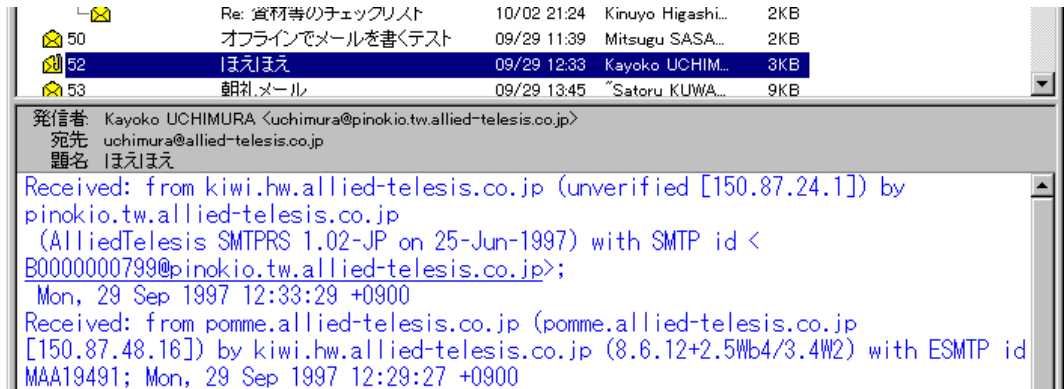 Re: 資材等のチェックリスト 10/02 21:24 Kinuyo Higashi... 2KB
50 オフラインでメールを書くテスト 09/29 11:39 Mitsugu SASA... 2KB
52 ほえほえ 09/29 12:33 Kayoko UCHIM... 3KB
53 朝礼メール 09/29 13:45 ~Satoru KUWA... 9KB
発信者: Kayoko UCHIMURA <uchimura@pinokio.tw.allied-telesis.co.jp>
宛先: uchimura@allied-telesis.co.jp
題名: ほえほえ
Received: from kiwi.hw.allied-telesis.co.jp (unverified [150.87.24.1]) by
pinokio.tw.allied-telesis.co.jp
(AlliedTelesis SMTPRS 1.02-JP on 25-Jun-1997) with SMTP id <
B0000000799@pinokio.tw.allied-telesis.co.jp>;
Mon, 29 Sep 1997 12:33:29 +0900
Received: from pomme.allied-telesis.co.jp (pomme.allied-telesis.co.jp
[150.87.48.16]) by kiwi.hw.allied-telesis.co.jp (8.6.12+2.5Wb4/3.4W2) with ESMTP id
MAA19491; Mon, 29 Sep 1997 12:29:27 +0900